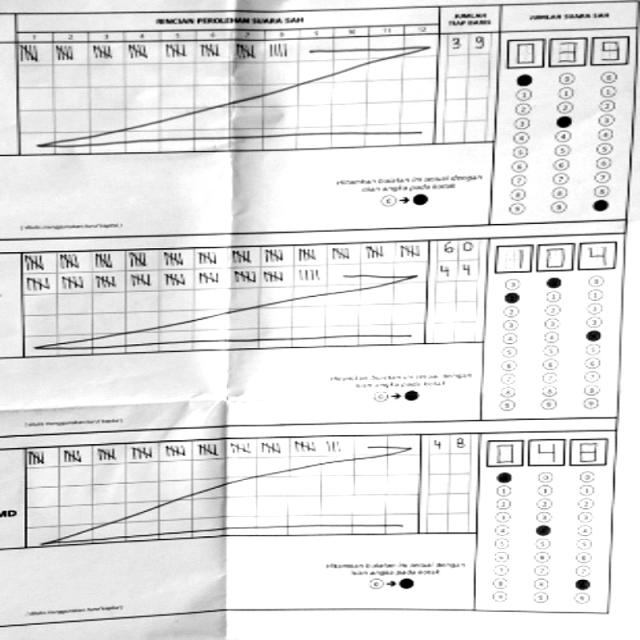 RINCIAN PEROLEHAN SUARA SAH
JUMLAH TIAP BARIS
JUMLAH SUARA SAH
1 2 3 4 5 6 7 8 9 10 11 12
3 9
0 3 9
Hitamkan bulatan ini sesuai dengan
isian angka pada kotak
(ditulis menggunakan huruf kapital)
6 0
4 4
1 0 4
Hitamkan bulatan ini sesuai dengan
isian angka pada kotak
(ditulis menggunakan huruf kapital)
4 8
0 4 8
MD
Hitamkan bulatan ini sesuai dengan
isian angka pada kotak
(ditulis menggunakan huruf kapital)